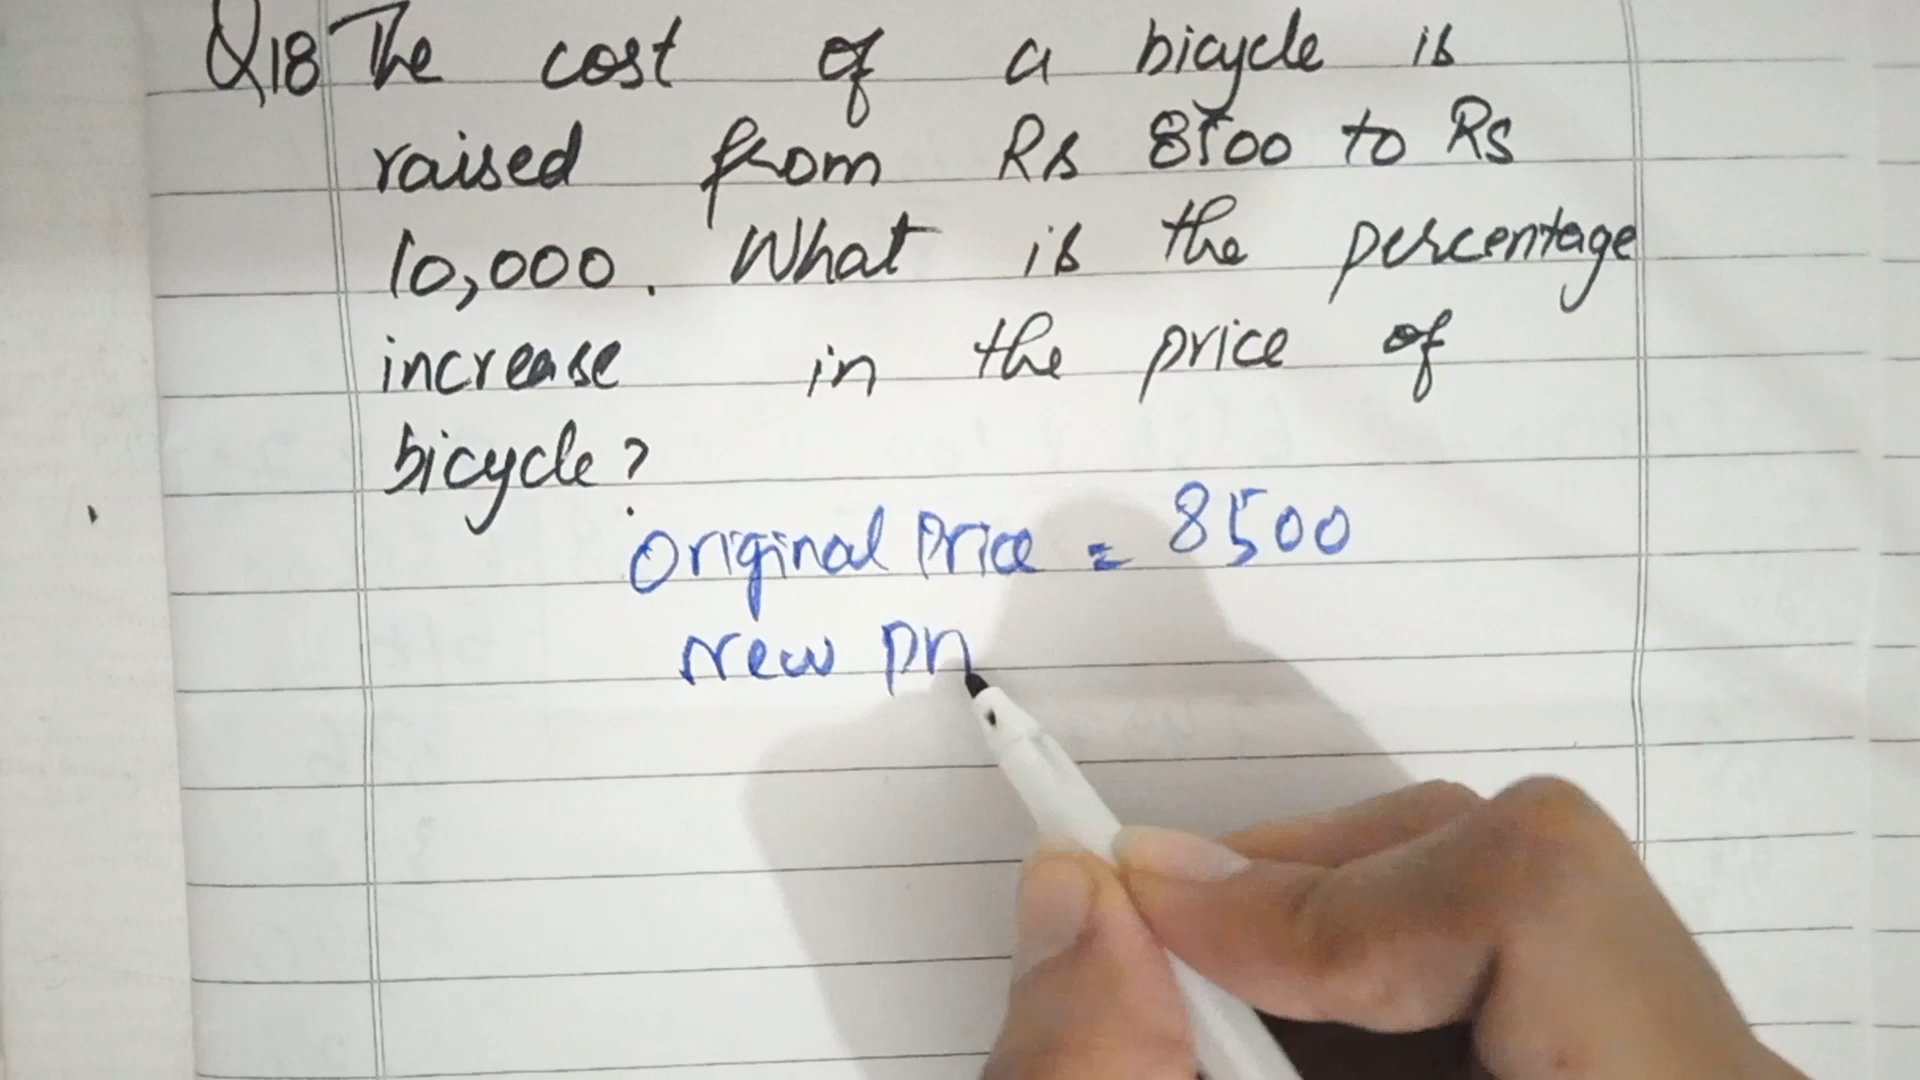 Q18 The cost of a bicycle is
raised from Rs 8500 to Rs
10,000. What is the percentage
increase in the price of
bicycle?
Original Price = 8500
New pri